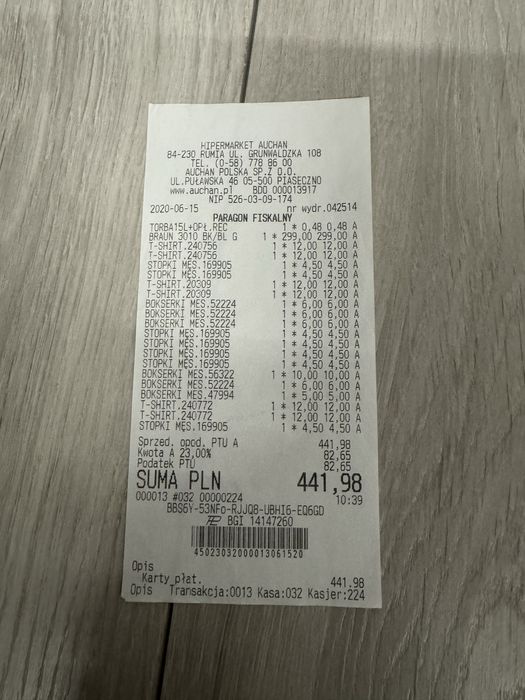 HIPERMARKET AUCHAN
84-230 RUMIA UL. GRUNWALDZKA 108
TEL. (0-58) 778 86 00
AUCHAN POLSKA SP.Z O.O.
UL.PUŁAWSKA 46 05-500 PIASECZNO
www.auchan.pl BDO 000013917
NIP 526-03-09-174
2020-06-15 nr wydr.042514
PARAGON FISKALNY
TORBA15L+OPŁ.REC 1 * 0,48 0,48 A
BRAUN 3010 BK/BL G 1 * 299,00 299,00 A
T-SHIRT.240756 1 * 12,00 12,00 A
T-SHIRT.240756 1 * 12,00 12,00 A
STOPKI MĘS.169905 1 * 4,50 4,50 A
STOPKI MĘS.169905 1 * 4,50 4,50 A
T-SHIRT.20309 1 * 12,00 12,00 A
T-SHIRT.20309 1 * 12,00 12,00 A
BOKSERKI MĘS.52224 1 * 6,00 6,00 A
BOKSERKI MĘS.52224 1 * 6,00 6,00 A
BOKSERKI MĘS.52224 1 * 6,00 6,00 A
STOPKI MĘS.169905 1 * 4,50 4,50 A
STOPKI MĘS.169905 1 * 4,50 4,50 A
STOPKI MĘS.169905 1 * 4,50 4,50 A
STOPKI MĘS.169905 1 * 4,50 4,50 A
BOKSERKI MĘS.56322 1 * 10,00 10,00 A
BOKSERKI MĘS.52224 1 * 6,00 6,00 A
BOKSERKI MĘS.47994 1 * 5,00 5,00 A
T-SHIRT.240772 1 * 12,00 12,00 A
T-SHIRT.240772 1 * 12,00 12,00 A
STOPKI MĘS.169905 1 * 4,50 4,50 A
Sprzed. opod. PTU A 441,98
Kwota A 23,00% 82,65
Podatek PTU 82,65
SUMA PLN 441,98
000013 #032 00000224 10:39
BBS6Y-53NFo-RJJQ8-UBHI6-EQ6GD
BGI 14147260
45023032000013061520
Opis
Karty płat. 441.98
Opis Transakcja:0013 Kasa:032 Kasjer:224